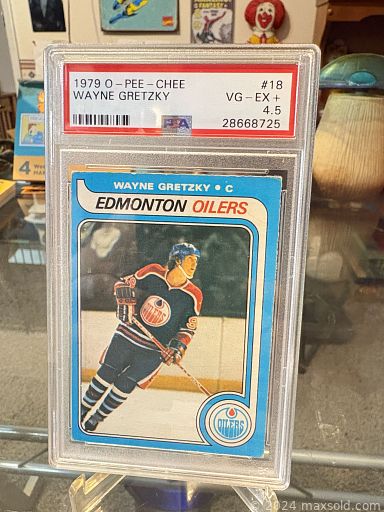 1979 O-PEE-CHEE #18
WAYNE GRETZKY VG-EX+
4.5
28668725
WAYNE GRETZKY • C
EDMONTON OILERS
OILERS
4
© 2024 maxsold.com